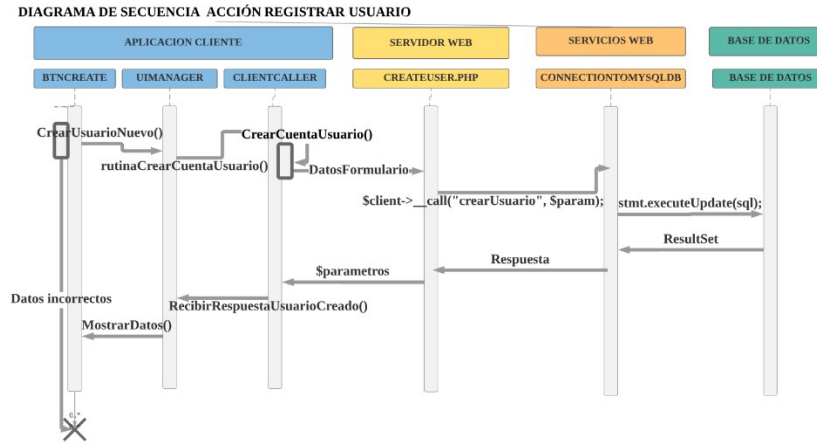 DIAGRAMA DE SECUENCIA ACCIÓN REGISTRAR USUARIO
APLICACION CLIENTE
SERVIDOR WEB
SERVICIOS WEB
BASE DE DATOS
BTNCREATE
UIMANAGER
CLIENTCALLER
CREATEUSER.PHP
CONNECTIONTOMYSQLDB
BASE DE DATOS
CrearUsuarioNuevo()
CrearCuentaUsuario()
rutinaCrearCuentaUsuario()
DatosFormulario
$client->__call("crearUsuario", $param);
stmt.executeUpdate(sql);
ResultSet
Respuesta
$parametros
Datos incorrectos
RecibirRespuestaUsuarioCreado()
MostrarDatos()
0..*